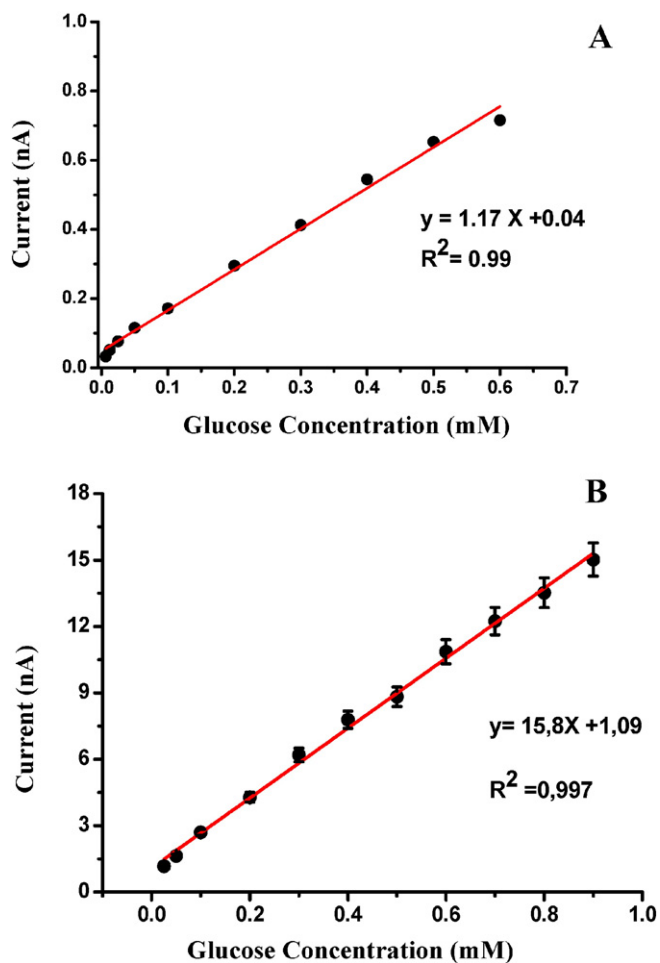 A
1.0
0.8
0.6
0.4
0.2
0.0
Current (nA)
y = 1.17 X +0.04
R²= 0.99
0.0 0.1 0.2 0.3 0.4 0.5 0.6 0.7
Glucose Concentration (mM)
B
18
15
12
9
6
3
0
Current (nA)
y= 15,8X +1,09
R² =0,997
0.0 0.2 0.4 0.6 0.8 1.0
Glucose Concentration (mM)